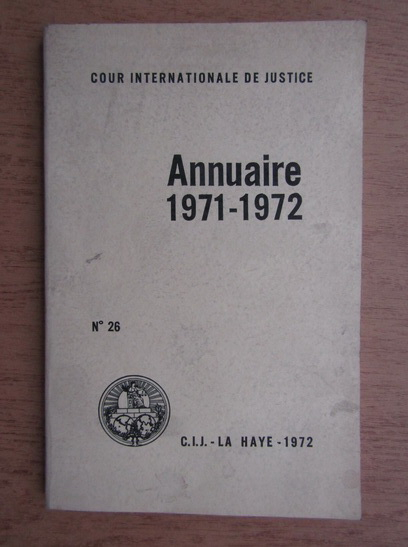 COUR INTERNATIONALE DE JUSTICE
Annuaire
1971-1972
N° 26
C.I.J. - LA HAYE - 1972